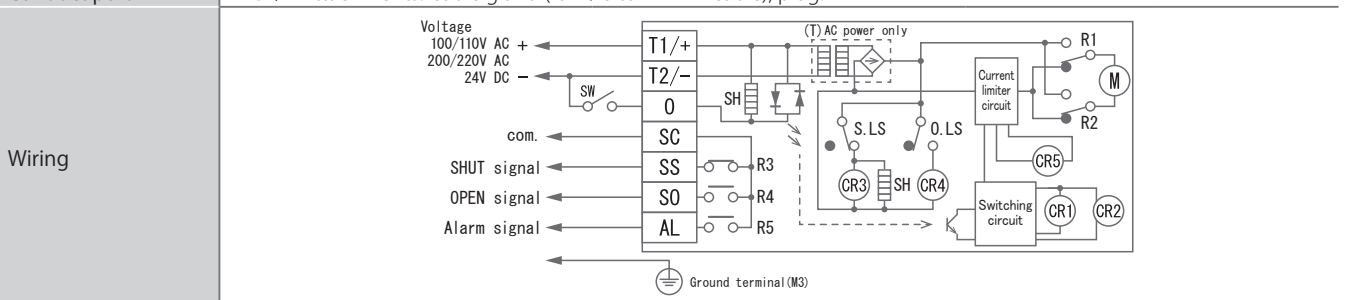 Voltage
100/110V AC +
200/220V AC
24V DC −
SW
com.
SHUT signal
OPEN signal
Alarm signal
T1/+
T2/−
0
SC
SS
SO
AL
R3
R4
R5
SH
(T) AC power only
S.LS
O.LS
CR3
SH
CR4
Current
limiter
circuit
R1
M
R2
CR5
Switching
circuit
CR1
CR2
Ground terminal(M3)
Wiring